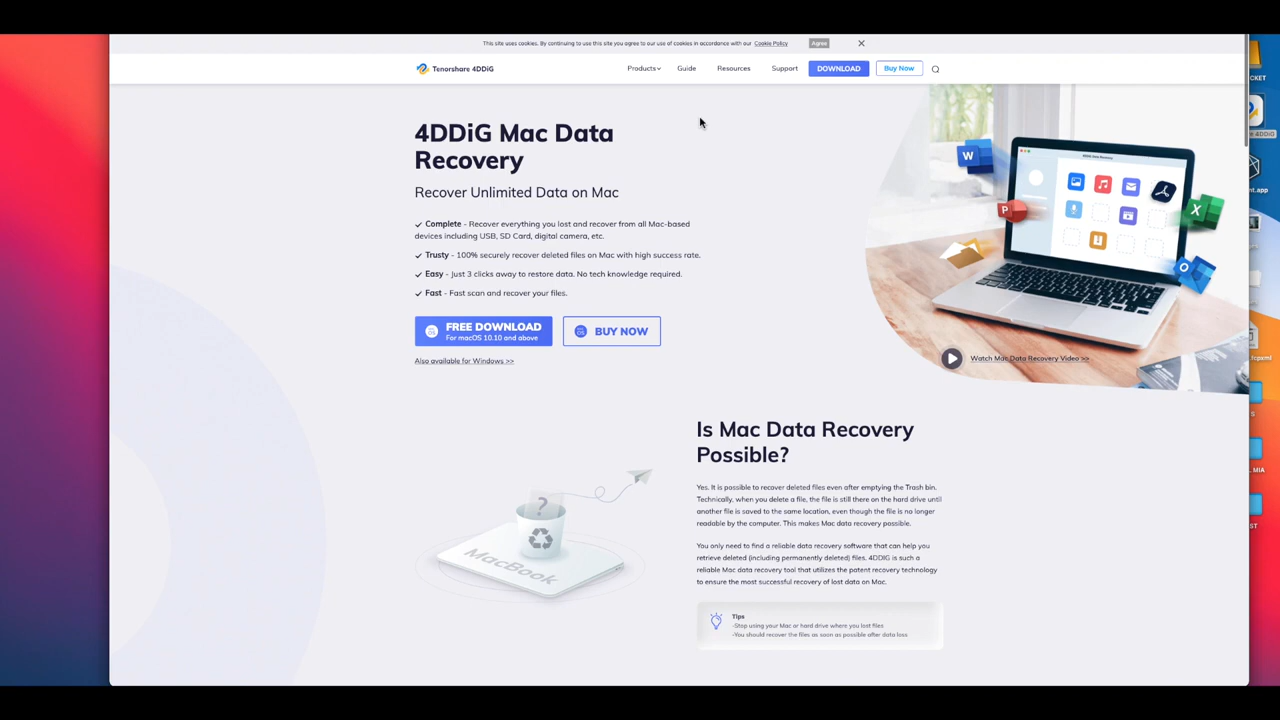 This site uses cookies. By continuing to use this site you agree to our use of cookies in accordance with our Cookie Policy
Agree
Tenorshare 4DDiG
Products
Guide
Resources
Support
DOWNLOAD
Buy Now
4DDiG Mac Data
Recovery
Recover Unlimited Data on Mac
Complete - Recover everything you lost and recover from all Mac-based
devices including USB, SD Card, digital camera, etc.
Trusty - 100% securely recover deleted files on Mac with high success rate.
Easy - Just 3 clicks away to restore data. No tech knowledge required.
Fast - Fast scan and recover your files.
FREE DOWNLOAD
For macOS 10.10 and above
BUY NOW
Also available for Windows >>
W
P
X
O
Watch Mac Data Recovery Video >>
Is Mac Data Recovery
Possible?
Yes. It is possible to recover deleted files even after emptying the Trash bin.
Technically, when you delete a file, the file is still there on the hard drive until
another file is saved to the same location, even though the file is no longer
readable by the computer. This makes Mac data recovery possible.
You only need to find a reliable data recovery software that can help you
retrieve deleted (including permanently deleted) files. 4DDIG is such a
reliable Mac data recovery tool that utilizes the patent recovery technology
to ensure the most successful recovery of lost data on Mac.
Tips
-Stop using your Mac or hard drive where you lost files
-You should recover the files as soon as possible after data loss
?
MacBook